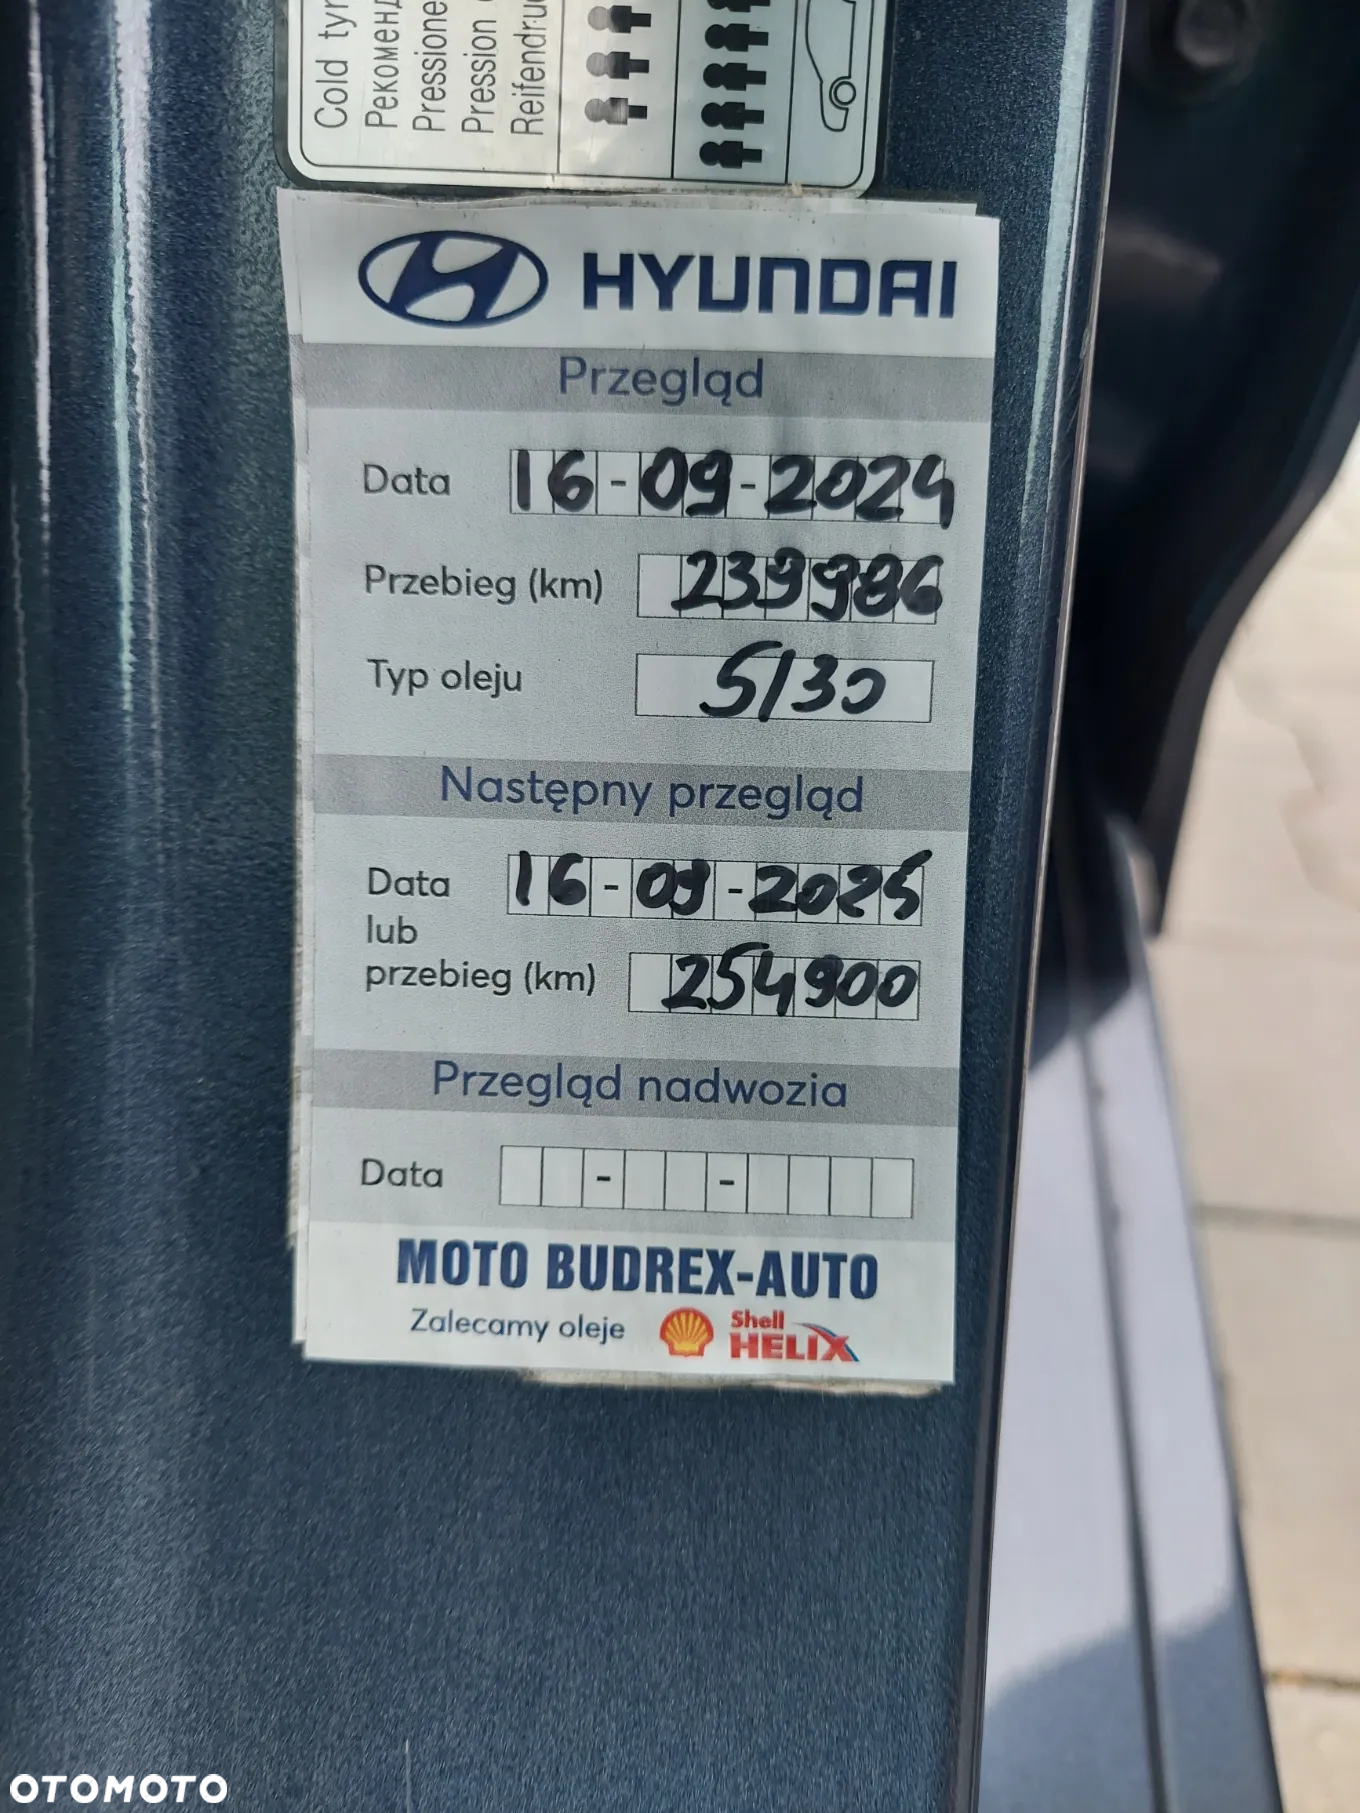 Cold tyr
Рекоменд
Pressione
Pression
Reifendru
HYUNDAI
Przegląd
Data 16-09-2024
Przebieg (km) 239986
Typ oleju 5/30
Następny przegląd
Data 16-09-2025
lub
przebieg (km) 254900
Przegląd nadwozia
Data - -
MOTO BUDREX-AUTO
Zalecamy oleje Shell
HELIX
OTOMOTO